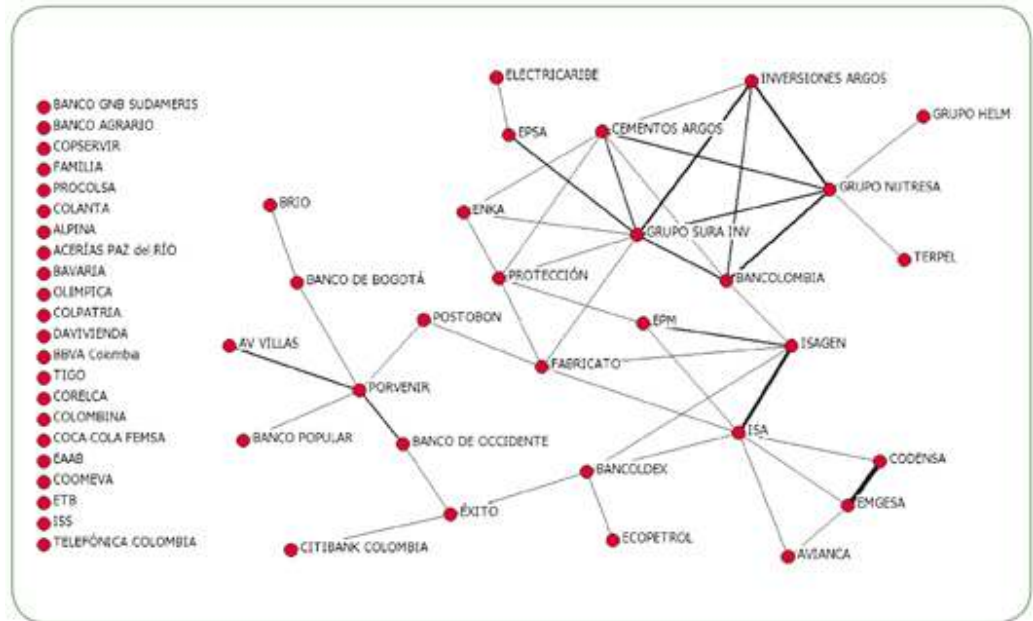 BANCO GNB SUDAMERIS
BANCO AGRARIO
COPSERVIR
FAMILIA
PROCOLSA
COLANTA
ALPINA
ACERÍAS PAZ del RÍO
BAVARIA
OLIMPICA
COLPATRIA
DAVIVIENDA
BBVA Colombia
TIGO
CORELCA
COLOMBINA
COCA COLA FEMSA
EAAB
COOMEVA
ETB
ISS
TELEFÓNICA COLOMBIA
ELECTRICARIBE
INVERSIONES ARGOS
GRUPO HELM
EPSA
CEMENTOS ARGOS
GRUPO NUTRESA
BRIO
ENKA
GRUPO SURA INV
TERPEL
BANCO DE BOGOTÁ
PROTECCIÓN
BANCOLOMBIA
POSTOBON
EPM
AV VILLAS
ISAGEN
FABRICATO
PORVENIR
BANCO POPULAR
BANCO DE OCCIDENTE
ISA
BANCOLDEX
CODENSA
ÉXITO
EMGESA
CITIBANK COLOMBIA
ECOPETROL
AVIANCA